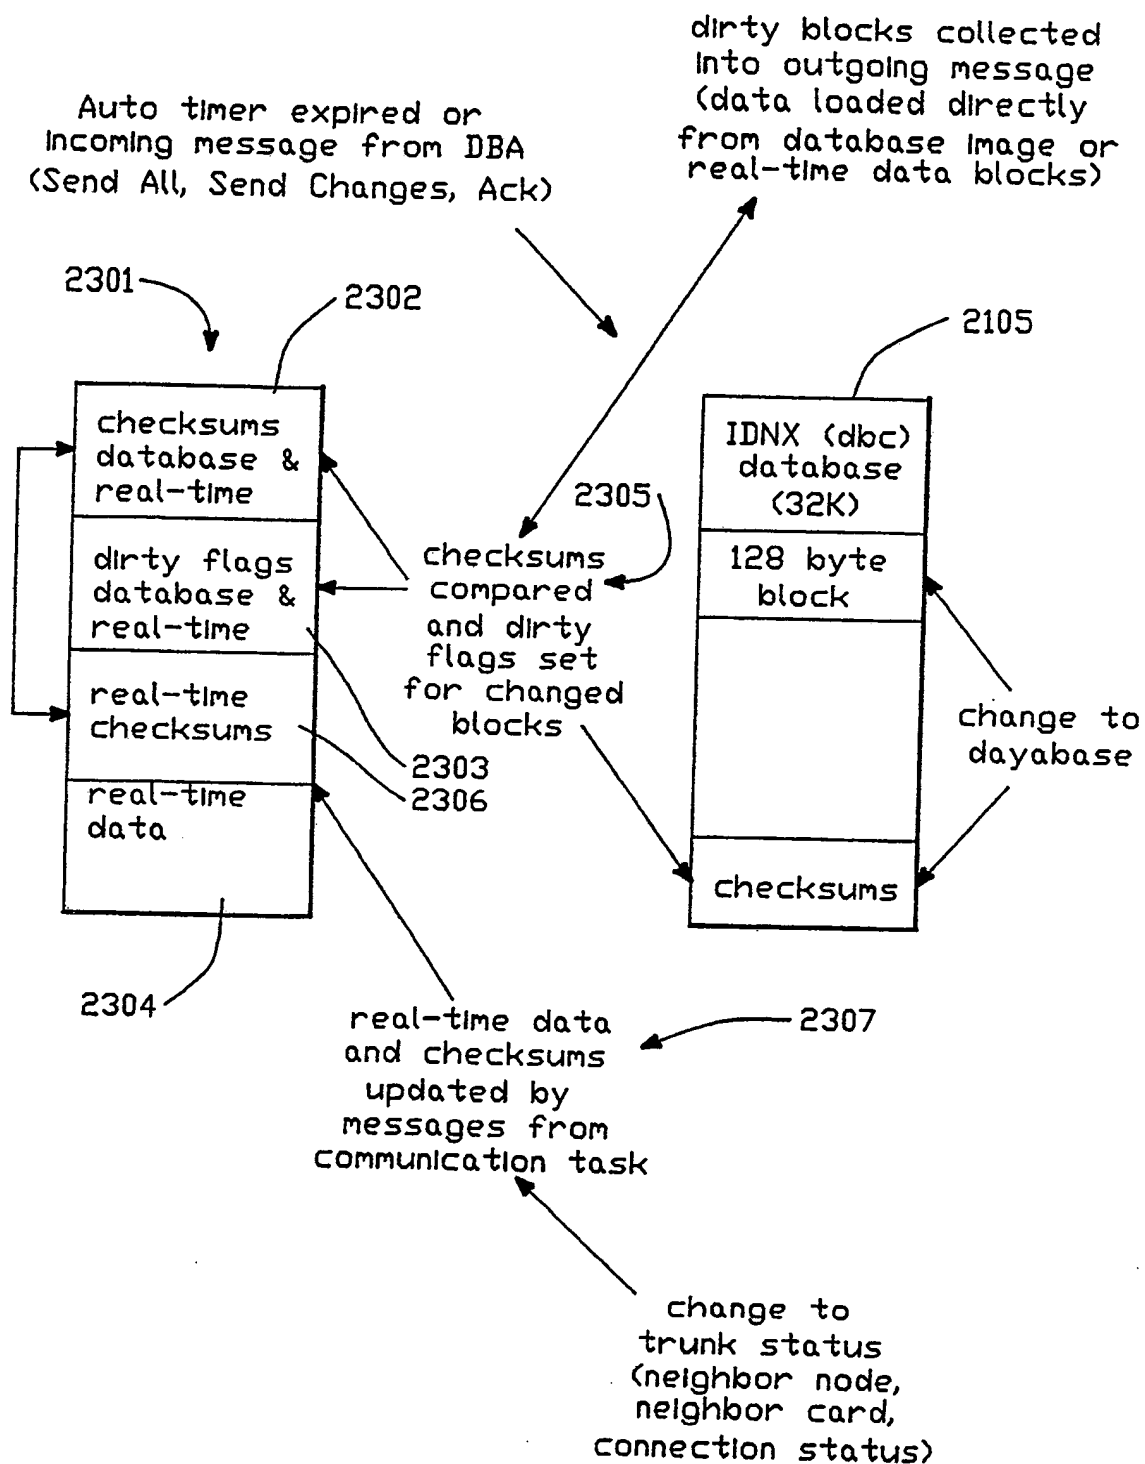 dirty blocks collected
into outgoing message
(data loaded directly
from database image or
real-time data blocks)
Auto timer expired or
incoming message from DBA
(Send All, Send Changes, Ack)
2301
2302
2105
checksums
database &
real-time
dirty flags
database &
real-time
real-time
checksums
real-time
data
2305
checksums
compared
and dirty
flags set
for changed
blocks
2303
2306
IDNX (dbc)
database
(32K)
128 byte
block
checksums
change to
dayabase
2304
real-time data
and checksums
updated by
messages from
communication task
2307
change to
trunk status
(neighbor node,
neighbor card,
connection status)